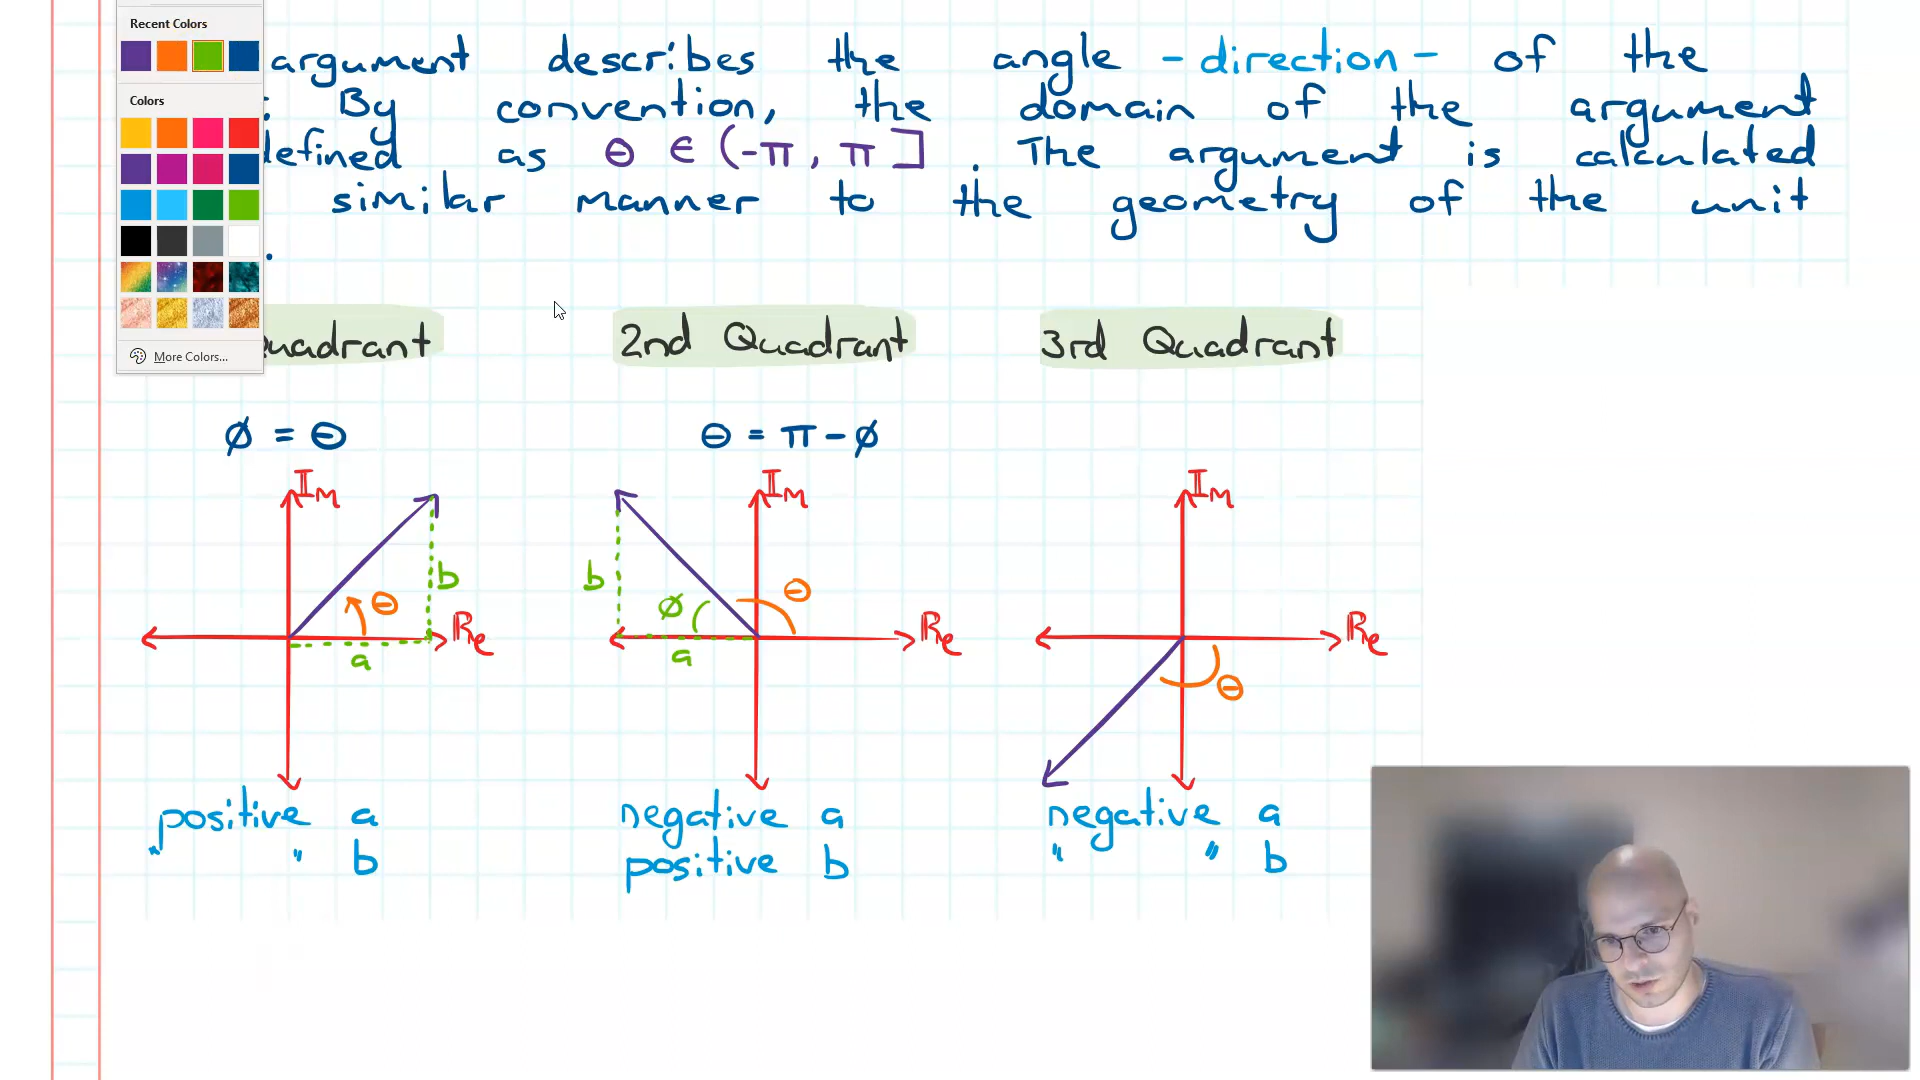 Recent Colors
Colors
More Colors...
argument describes the angle -direction- of the
: By convention, the domain of the argument
defined as θ ∈ (-π, π]. The argument is calculated
similar manner to the geometry of the unit
.
Quadrant
2nd Quadrant
3rd Quadrant
ø = θ
θ = π - ø
Im
Im
Im
b
θ
Re
a
b
ø
θ
Re
a
Re
θ
positive a
" " b
negative a
positive b
negative a
" " b